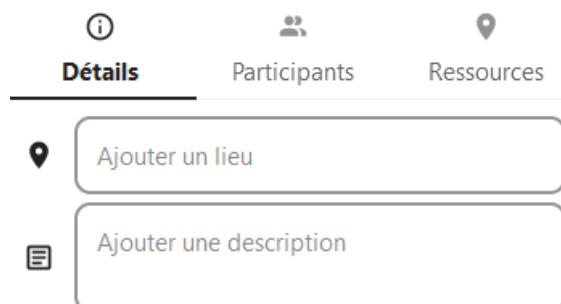 Détails Participants Ressources
Ajouter un lieu
Ajouter une description